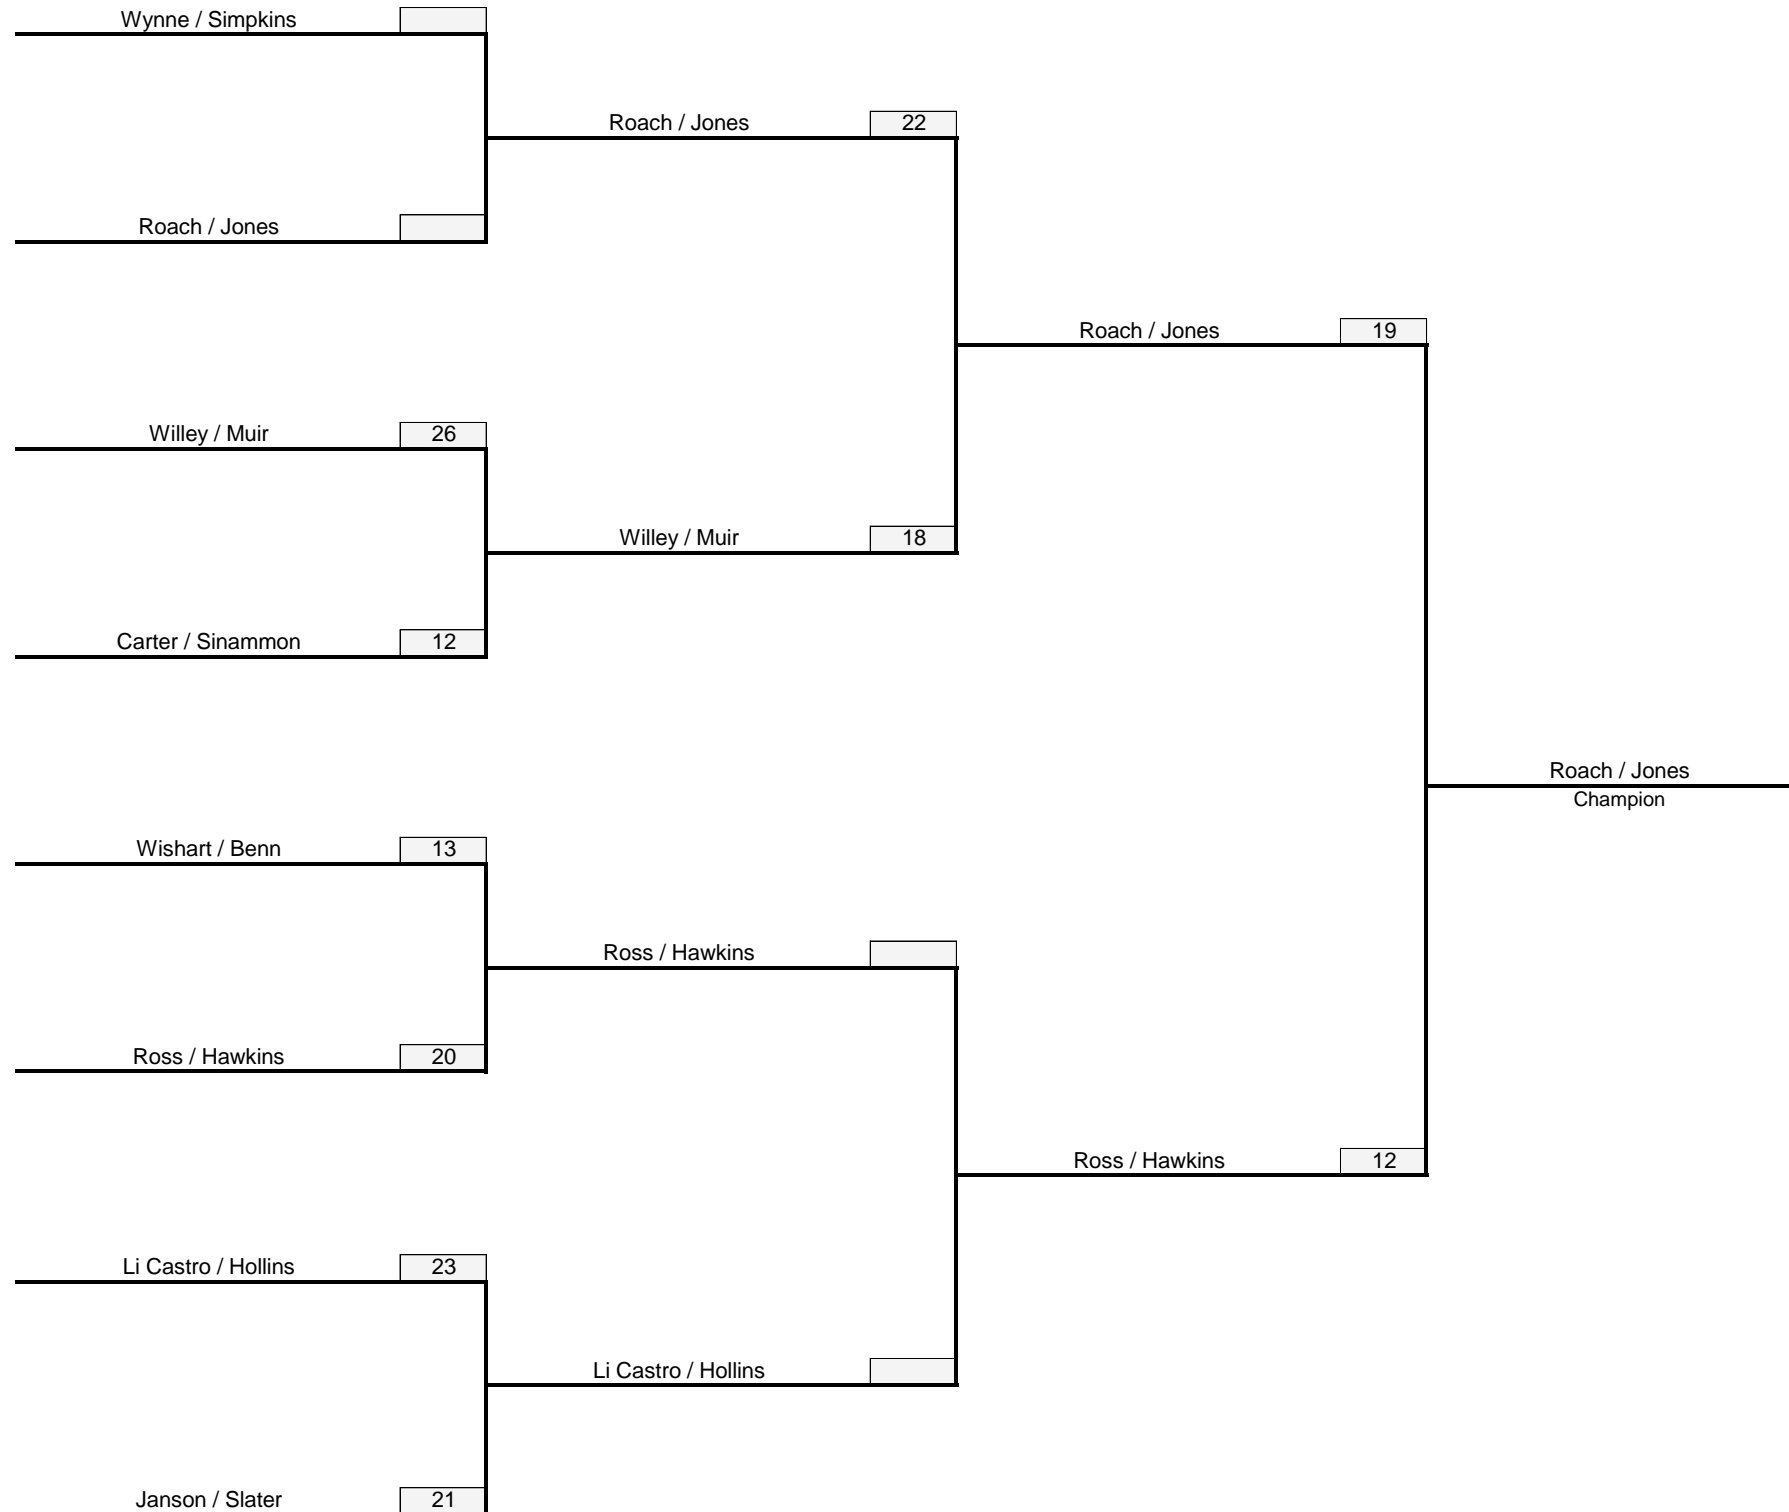 Wynne / Simpkins
Roach / Jones 22
Roach / Jones
Roach / Jones 19
Willey / Muir 26
Willey / Muir 18
Carter / Sinammon 12
Roach / Jones
Champion
Wishart / Benn 13
Ross / Hawkins
Ross / Hawkins 20
Ross / Hawkins 12
Li Castro / Hollins 23
Li Castro / Hollins
Janson / Slater 21